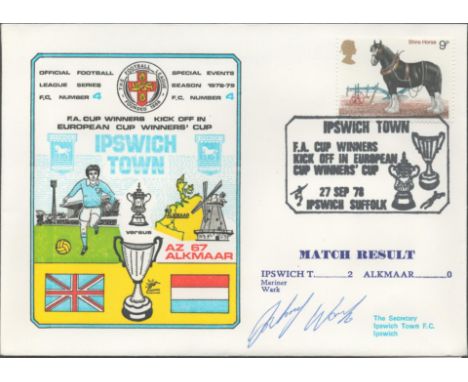 OFFICIAL FOOTBALL
LEAGUE SERIES
F.C. NUMBER 4
THE FOOTBALL LEAGUE
SPECIAL EVENTS
SEASON 1978-79
F.C. NUMBER 4
F.A. CUP WINNERS KICK OFF IN
EUROPEAN CUP WINNERS' CUP
IPSWICH
TOWN
versus
AZ 67
ALKMAAR
Shire Horse 9p
IPSWICH TOWN
F.A. CUP WINNERS
KICK OFF IN EUROPEAN
CUP WINNERS' CUP
27 SEP 78
IPSWICH SUFFOLK
MATCH RESULT
IPSWICH T. 2 ALKMAAR 0
Mariner
Wark
The Secretary
Ipswich Town F.C.
Ipswich